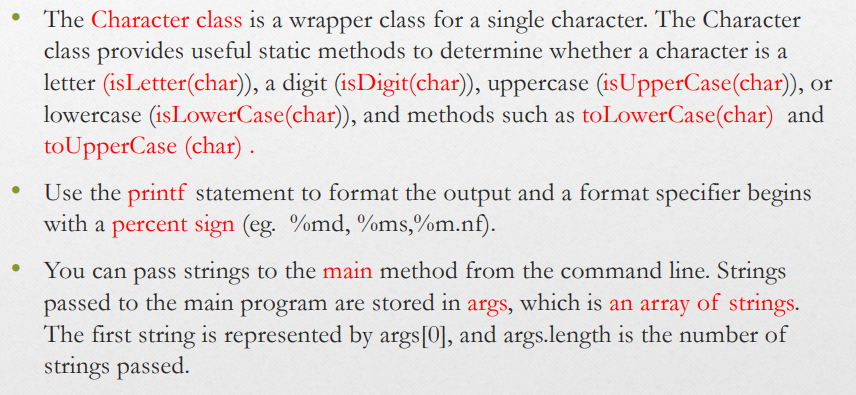 • The Character class is a wrapper class for a single character. The Character
class provides useful static methods to determine whether a character is a
letter (isLetter(char)), a digit (isDigit(char)), uppercase (isUpperCase(char)), or
lowercase (isLowerCase(char)), and methods such as toLowerCase(char) and
toUpperCase (char) .
• Use the printf statement to format the output and a format specifier begins
with a percent sign (eg. %md, %ms,%m.nf).
• You can pass strings to the main method from the command line. Strings
passed to the main program are stored in args, which is an array of strings.
The first string is represented by args[0], and args.length is the number of
strings passed.